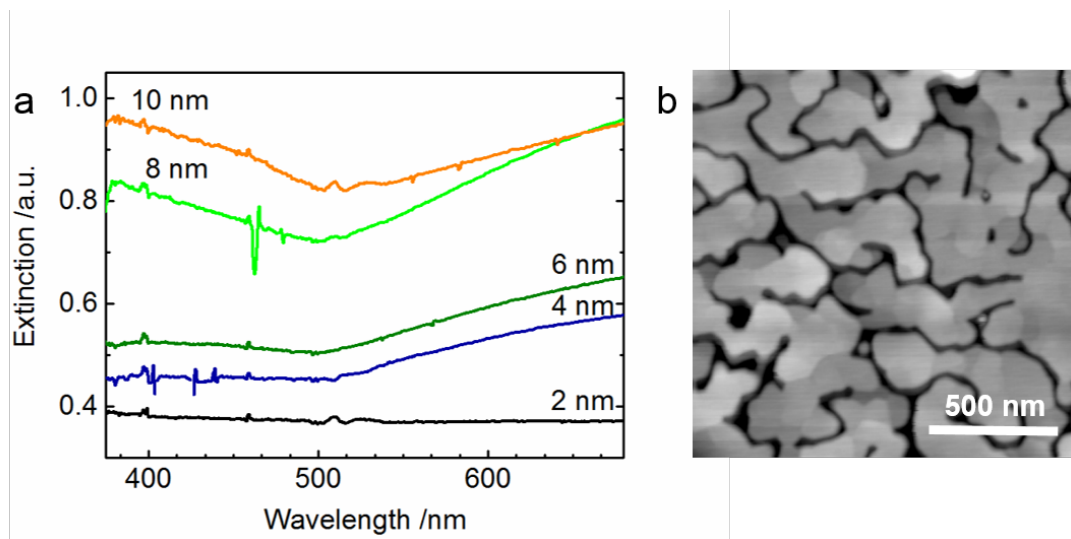 a
1.0
0.8
0.6
0.4
Extinction /a.u.
10 nm
8 nm
6 nm
4 nm
2 nm
400
500
600
Wavelength /nm
b
500 nm